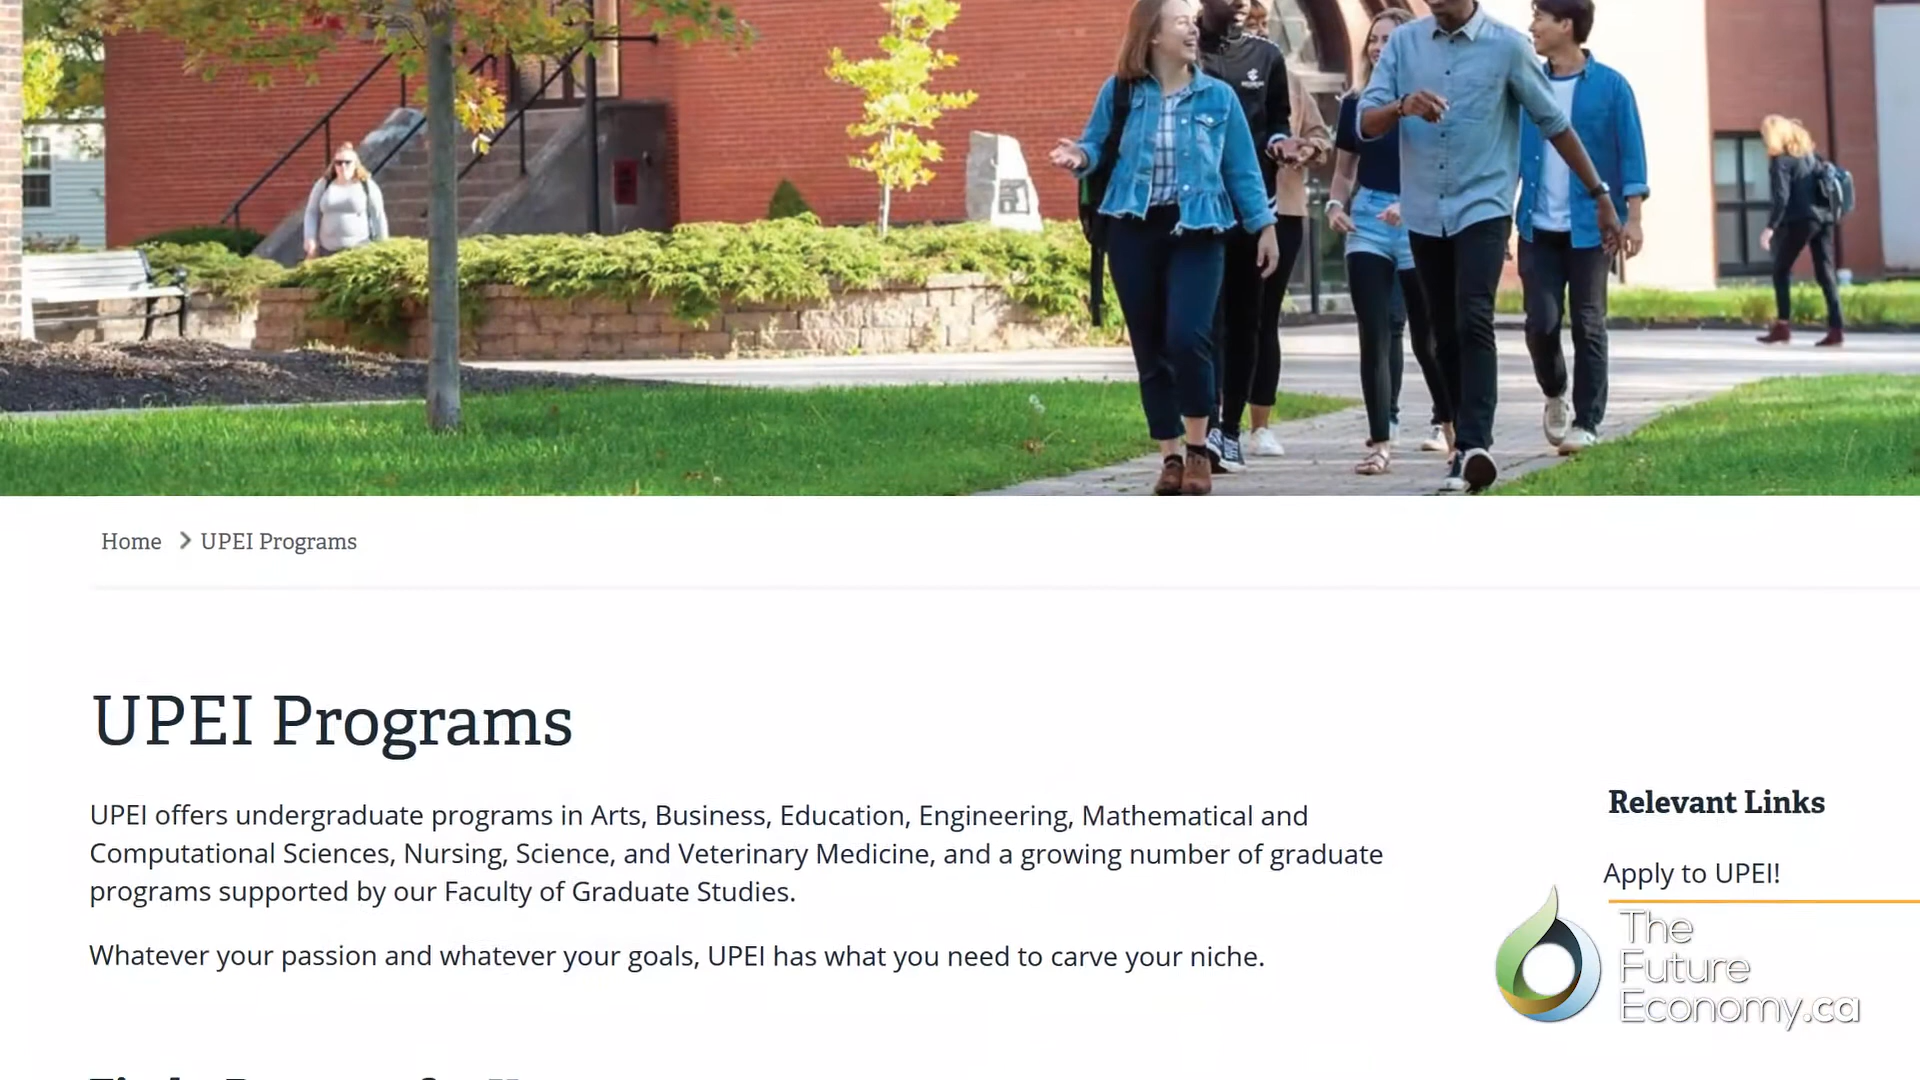 Home > UPEI Programs
UPEI Programs
UPEI offers undergraduate programs in Arts, Business, Education, Engineering, Mathematical and
Computational Sciences, Nursing, Science, and Veterinary Medicine, and a growing number of graduate
programs supported by our Faculty of Graduate Studies.
Whatever your passion and whatever your goals, UPEI has what you need to carve your niche.
Relevant Links
Apply to UPEI!
The
Future
Economy.ca